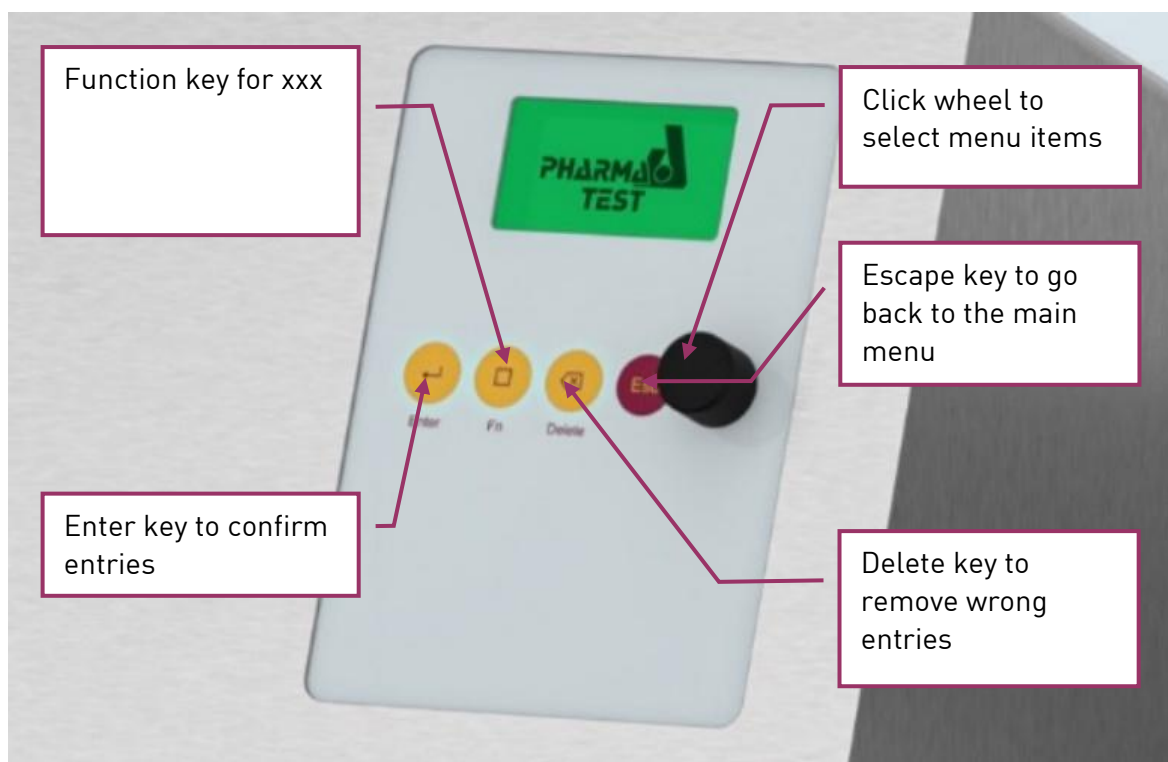 Function key for xxx
Click wheel to
select menu items
PHARMA
TEST
Escape key to go
back to the main
menu
Esc
Enter
Fn
Delete
Enter key to confirm
entries
Delete key to
remove wrong
entries